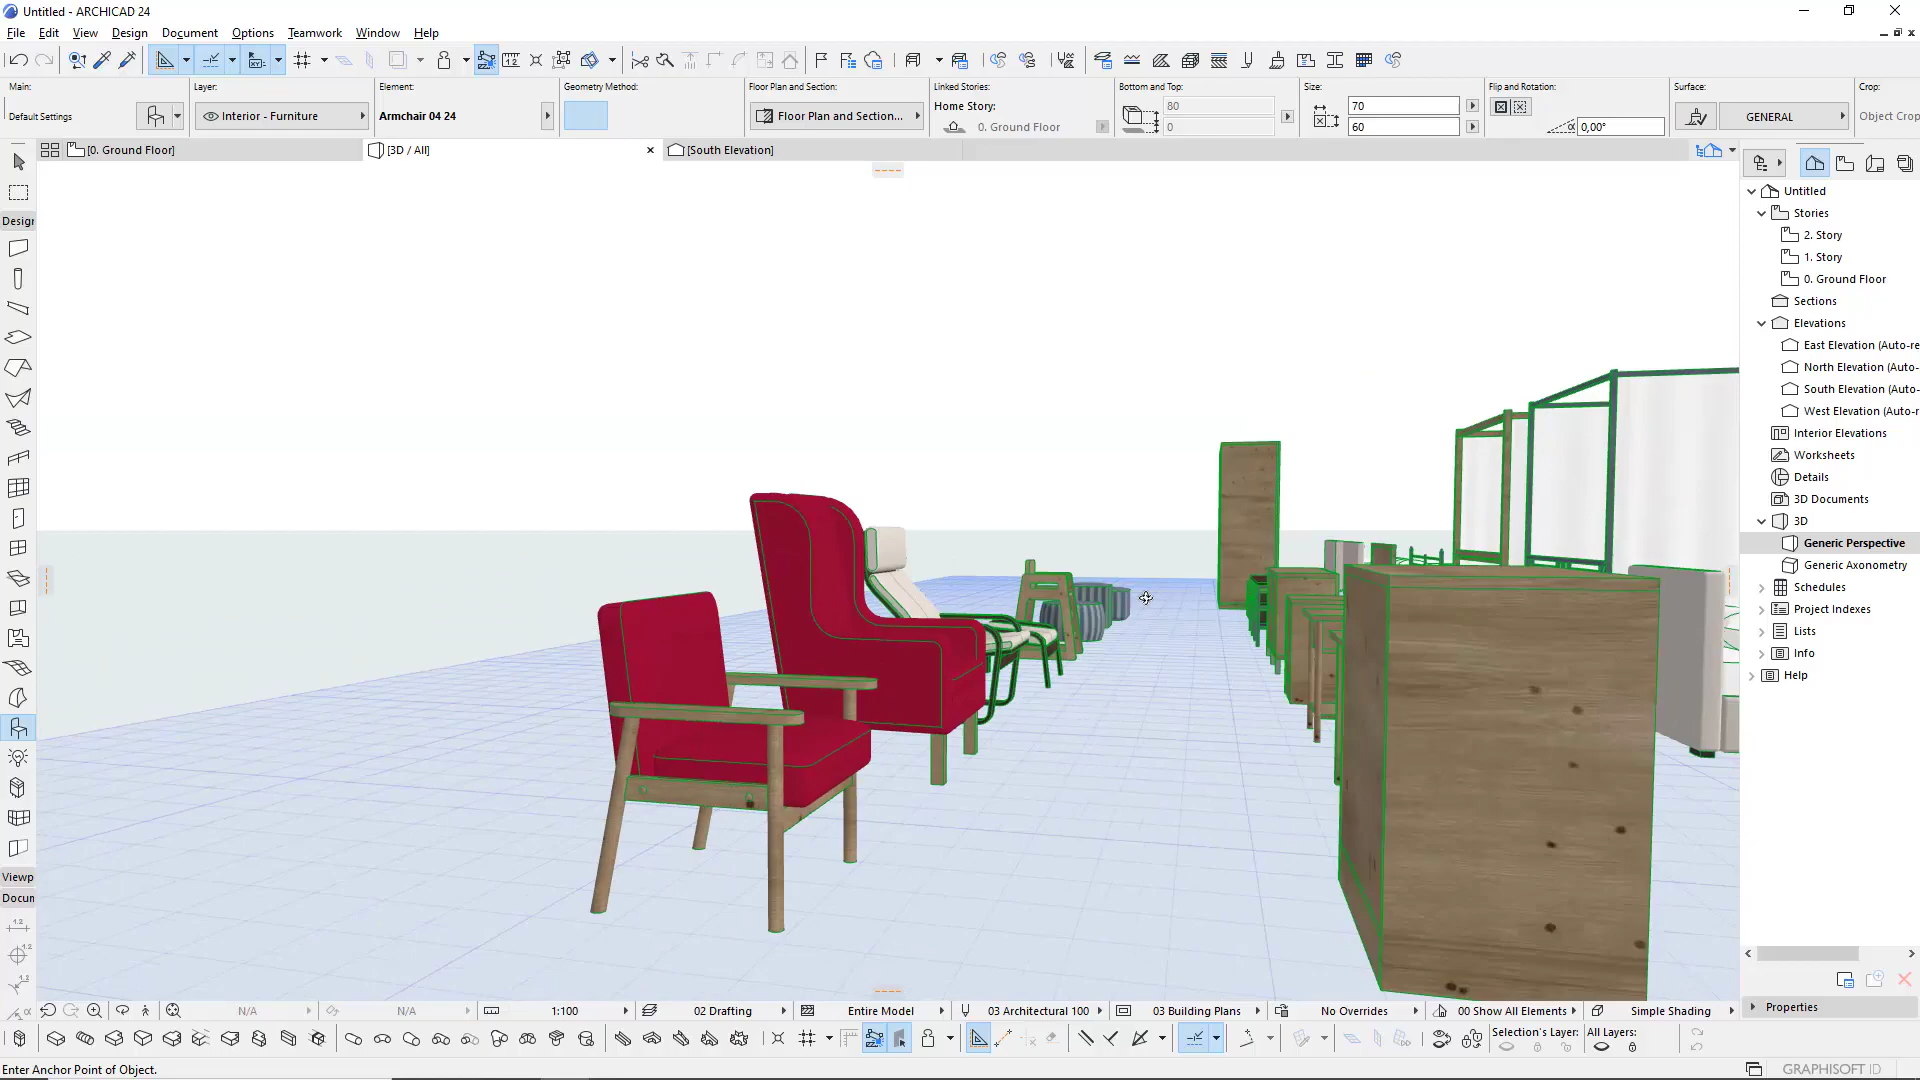 Untitled - ARCHICAD 24
File Edit View Design Document Options Teamwork Window Help
Main:
Default Settings
Layer:
Interior - Furniture
Element:
Armchair 04 24
Geometry Method:
Floor Plan and Section:
Floor Plan and Section...
Linked Stories:
Home Story:
0. Ground Floor
Bottom and Top:
80
0
Size:
70
60
Flip and Rotation:
0,00°
Surface:
GENERAL
Crop:
Object Crop
[0. Ground Floor]
[3D / All]
[South Elevation]
Design
Viewp
Docum
Untitled
Stories
2. Story
1. Story
0. Ground Floor
Sections
Elevations
East Elevation (Auto-re
North Elevation (Auto-
South Elevation (Auto-
West Elevation (Auto-r
Interior Elevations
Worksheets
Details
3D Documents
3D
Generic Perspective
Generic Axonometry
Schedules
Project Indexes
Lists
Info
Help
Properties
N/A
N/A
1:100
02 Drafting
Entire Model
03 Architectural 100
03 Building Plans
No Overrides
00 Show All Elements
Simple Shading
Selection's Layer:
All Layers:
Enter Anchor Point of Object.
GRAPHISOFT ID